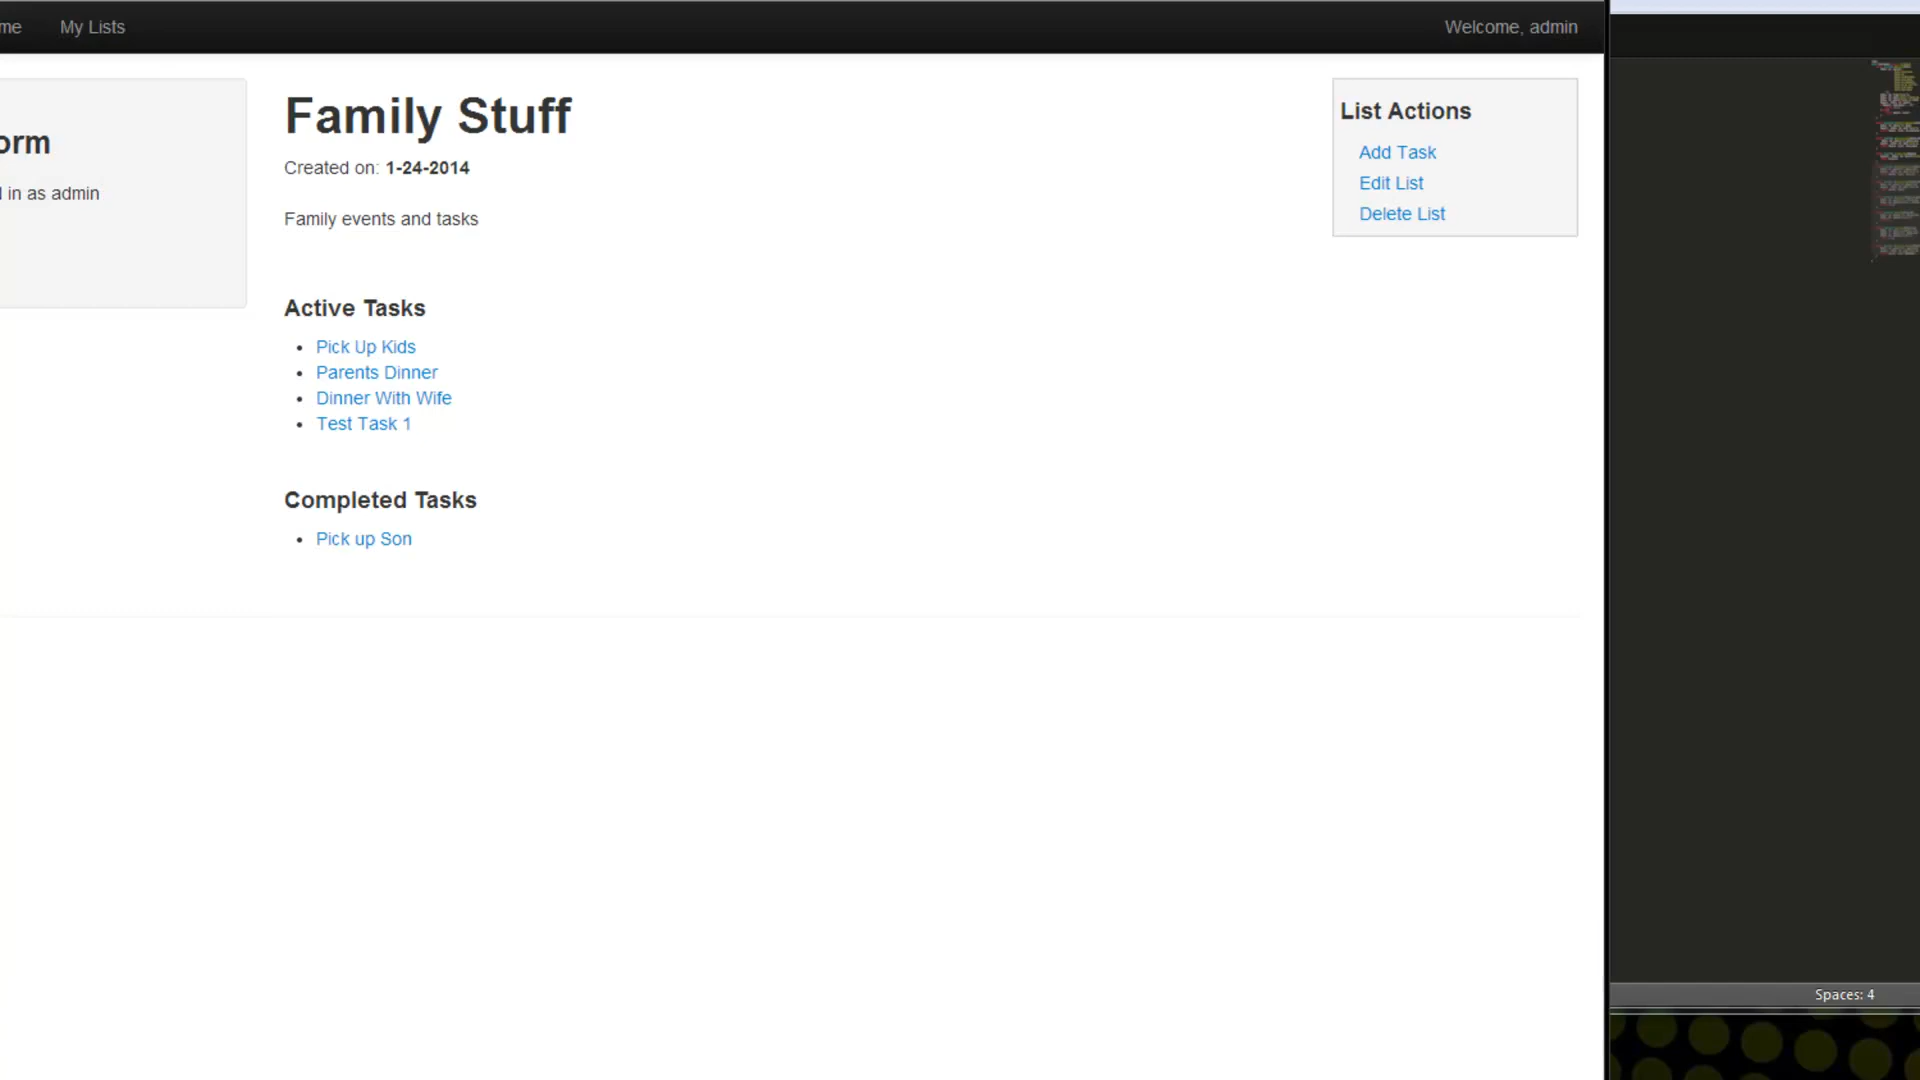 me My Lists Welcome, admin
orm
in as admin
Family Stuff
Created on: 1-24-2014
Family events and tasks
List Actions
Add Task
Edit List
Delete List
Active Tasks
Pick Up Kids
Parents Dinner
Dinner With Wife
Test Task 1
Completed Tasks
Pick up Son
Spaces: 4